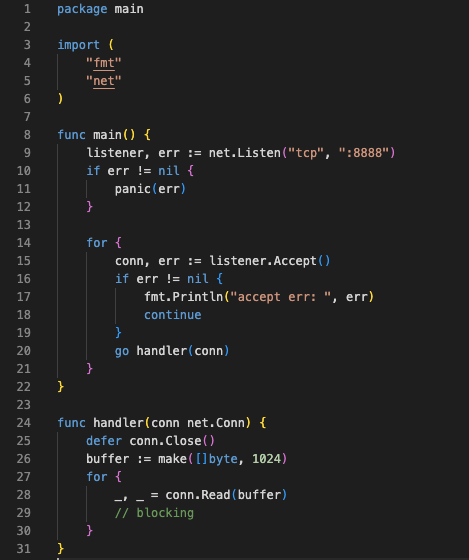 1 package main
2
3 import (
4     "fmt"
5     "net"
6 )
7
8 func main() {
9     listener, err := net.Listen("tcp", ":8888")
10     if err != nil {
11         panic(err)
12     }
13
14     for {
15         conn, err := listener.Accept()
16         if err != nil {
17             fmt.Println("accept err: ", err)
18             continue
19         }
20         go handler(conn)
21     }
22 }
23
24 func handler(conn net.Conn) {
25     defer conn.Close()
26     buffer := make([]byte, 1024)
27     for {
28         _, _ = conn.Read(buffer)
29         // blocking
30     }
31 }